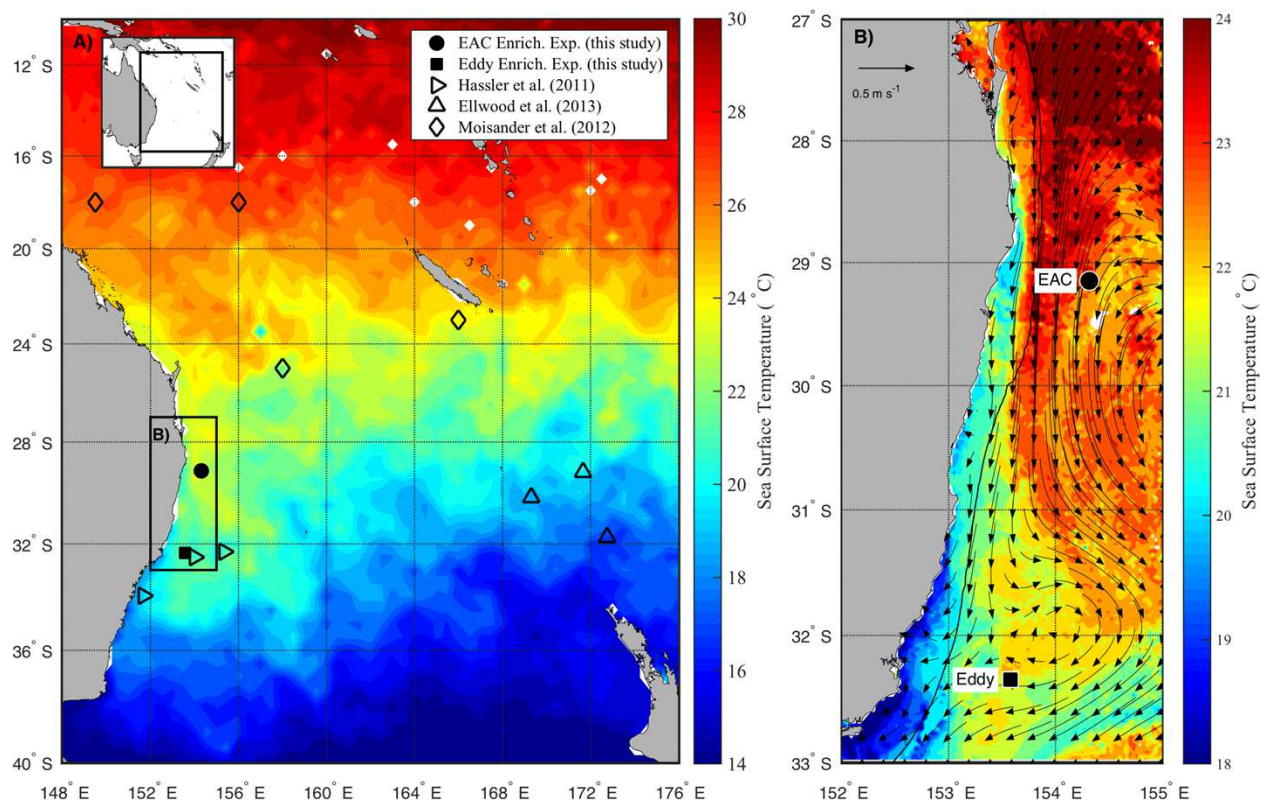 A)
EAC Enrich. Exp. (this study)
Eddy Enrich. Exp. (this study)
Hassler et al. (2011)
Ellwood et al. (2013)
Moisander et al. (2012)
B)
12° S
16° S
20° S
24° S
28° S
32° S
36° S
40° S
148° E
152° E
156° E
160° E
164° E
168° E
172° E
176° E
30
28
26
24
22
20
18
16
14
Sea Surface Temperature (°C)
B)
0.5 m s⁻¹
EAC
Eddy
27° S
28° S
29° S
30° S
31° S
32° S
33° S
152° E
153° E
154° E
155° E
24
23
22
21
20
19
18
Sea Surface Temperature (°C)